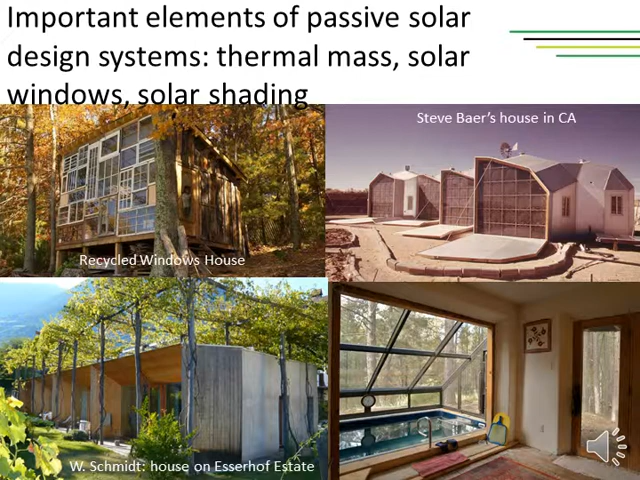 Important elements of passive solar
design systems: thermal mass, solar
windows, solar shading
Steve Baer's house in CA
Recycled Windows House
W. Schmidt: house on Esserhof Estate